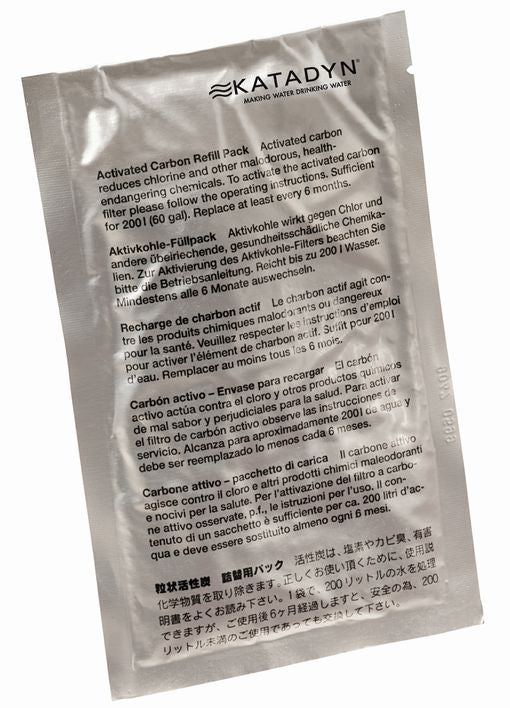 KATADYN®
MAKING WATER DRINKING WATER
Activated Carbon Refill Pack Activated carbon
reduces chlorine and other malodorous, health-
endangering chemicals. To activate the activated carbon
filter please follow the operating instructions. Sufficient
for 200 l (60 gal). Replace at least every 6 months.
Aktivkohle-Füllpack Aktivkohle wirkt gegen Chlor und
andere übelriechende, gesundheitsschädliche Chemika-
lien. Zur Aktivierung des Aktivkohle-Filters beachten Sie
bitte die Betriebsanleitung. Reicht bis zu 200 l Wasser.
Mindestens alle 6 Monate auswechseln.
Recharge de charbon actif Le charbon actif agit con-
tre les produits chimiques malodorants ou dangereux
pour la santé. Veuillez respecter les instructions d'emploi
pour activer l'élément de charbon actif. Suffit pour 200 l
d'eau. Remplacer au moins tous les 6 mois.
Carbón activo – Envase para recargar El carbón
activo actúa contra el cloro y otros productos químicos
de mal sabor y perjudiciales para la salud. Para activar
el filtro de carbón activo observe las instrucciones de
servicio. Alcanza para aproximadamente 200 l de agua y
debe ser reemplazado lo menos cada 6 meses.
Carbone attivo – pacchetto di carica Il carbone attivo
agisce contro il cloro e altri prodotti chimici maleodoranti
e nocivi per la salute. Per l'attivazione del filtro a carbo-
ne attivo osservate, p.f., le istruzioni per l'uso. Il con-
tenuto di un sachetto è sufficiente per ca. 200 litri d'ac-
qua e deve essere sostituito almeno ogni 6 mesi.
粒状活性炭 詰替用パック 活性炭は、塩素やカビ臭、有害
化学物質を取り除きます。正しくお使い頂くために、使用説
明書をよくお読み下さい。1袋で、200リットルの水を処理
できますが、ご使用後6ヶ月経過しますと、安全の為、200
リットル未満のご使用であっても交換して下さい。